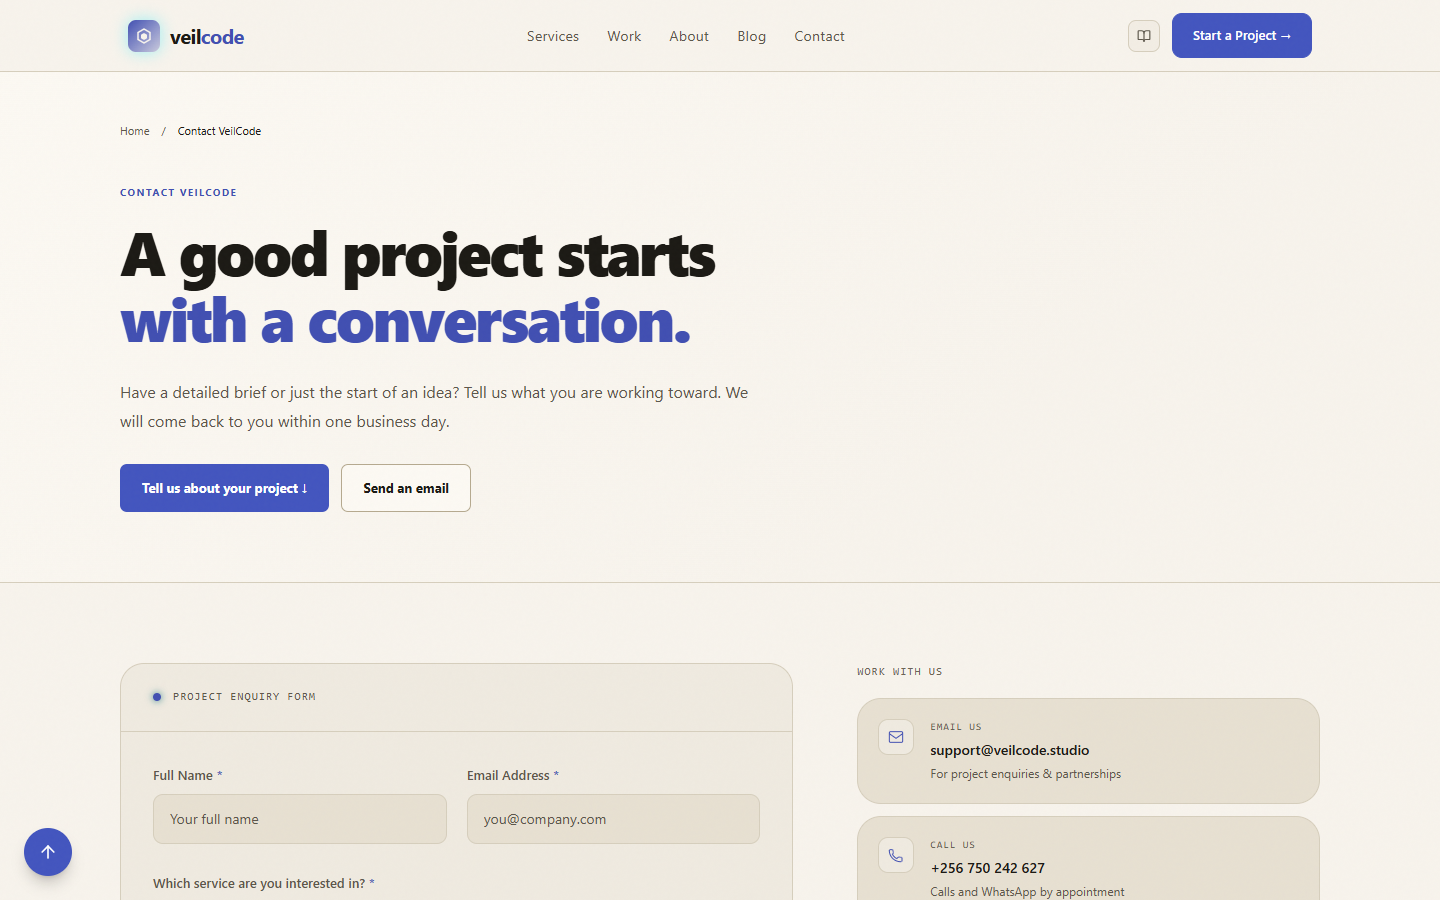 veilcode
Services Work About Blog Contact
Start a Project →
Home / Contact VeilCode
CONTACT VEILCODE
A good project starts
with a conversation.
Have a detailed brief or just the start of an idea? Tell us what you are working toward. We
will come back to you within one business day.
Tell us about your project ↓
Send an email
PROJECT ENQUIRY FORM
Full Name *
Your full name
Email Address *
you@company.com
Which service are you interested in? *
WORK WITH US
EMAIL US
support@veilcode.studio
For project enquiries & partnerships
CALL US
+256 750 242 627
Calls and WhatsApp by appointment